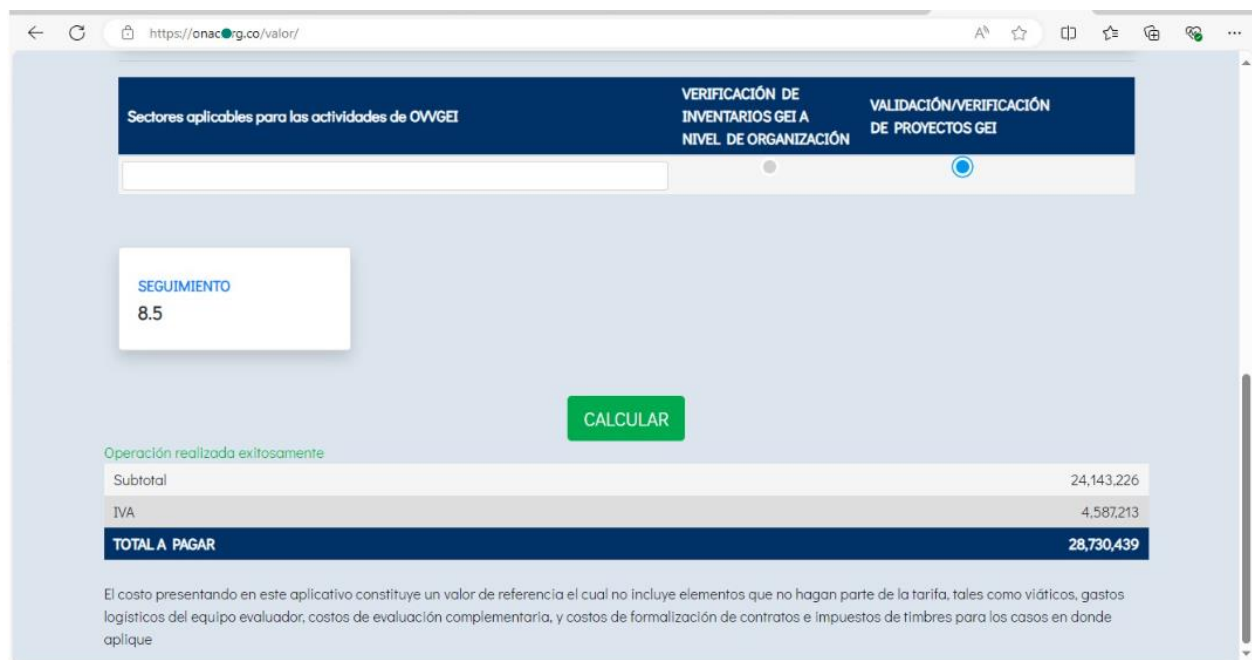 https://onac.org.co/valor/
Sectores aplicables para las actividades de OVVGEI
VERIFICACIÓN DE
INVENTARIOS GEI A
NIVEL DE ORGANIZACIÓN
VALIDACIÓN/VERIFICACIÓN
DE PROYECTOS GEI
SEGUIMIENTO
8.5
CALCULAR
Operación realizada exitosamente
Subtotal 24,143,226
IVA 4,587,213
TOTAL A PAGAR 28,730,439
El costo presentando en este aplicativo constituye un valor de referencia el cual no incluye elementos que no hagan parte de la tarifa, tales como viáticos, gastos
logísticos del equipo evaluador, costos de evaluación complementaria, y costos de formalización de contratos e impuestos de timbres para los casos en donde
aplique